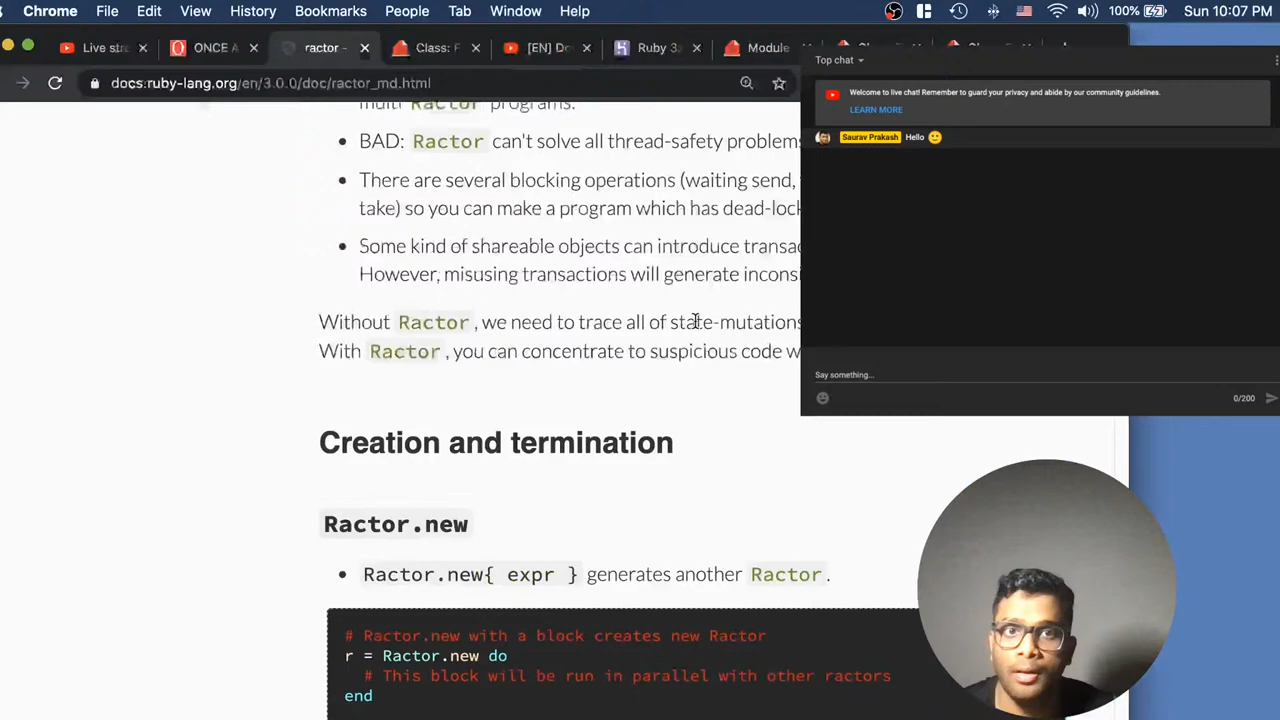 Chrome File Edit View History Bookmarks People Tab Window Help 100% Sun 10:07 PM
Live stre ONCE A ractor - Class: F [EN] Do Ruby 3. Module
docs.ruby-lang.org/en/3.0.0/doc/ractor_md.html
multi Ractor programs.
BAD: Ractor can't solve all thread-safety problems
There are several blocking operations (waiting send,
take) so you can make a program which has dead-lock
Some kind of shareable objects can introduce transac
However, misusing transactions will generate inconsi
Without Ractor, we need to trace all of state-mutations
With Ractor, you can concentrate to suspicious code w
Top chat
Welcome to live chat! Remember to guard your privacy and abide by our community guidelines.
LEARN MORE
Saurav Prakash Hello 🙂
Say something...
0/200
Creation and termination
Ractor.new
Ractor.new{ expr } generates another Ractor.
# Ractor.new with a block creates new Ractor
r = Ractor.new do
# This block will be run in parallel with other ractors
end